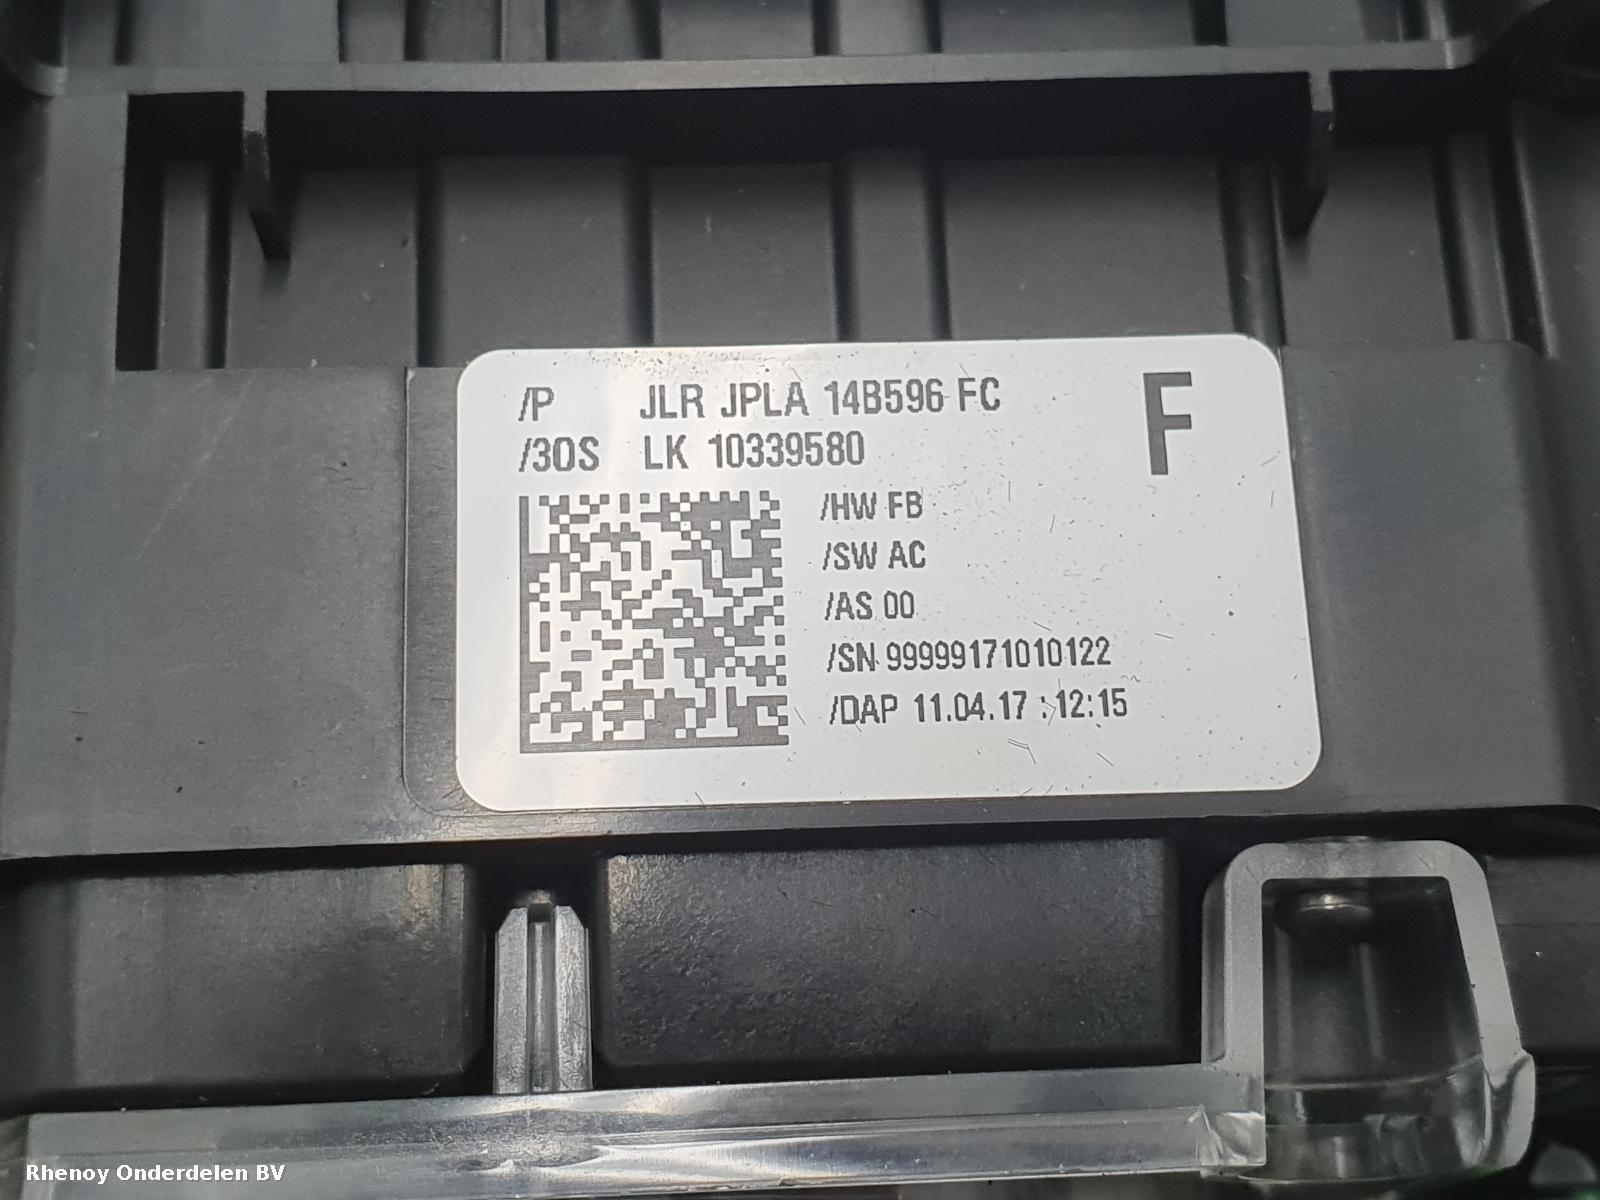 /P JLR JPLA 14B596 FC
F
/3OS LK 10339580
/HW FB
/SW AC
/AS 00
/SN 99999171010122
/DAP 11.04.17 :12:15
Rhenoy Onderdelen BV